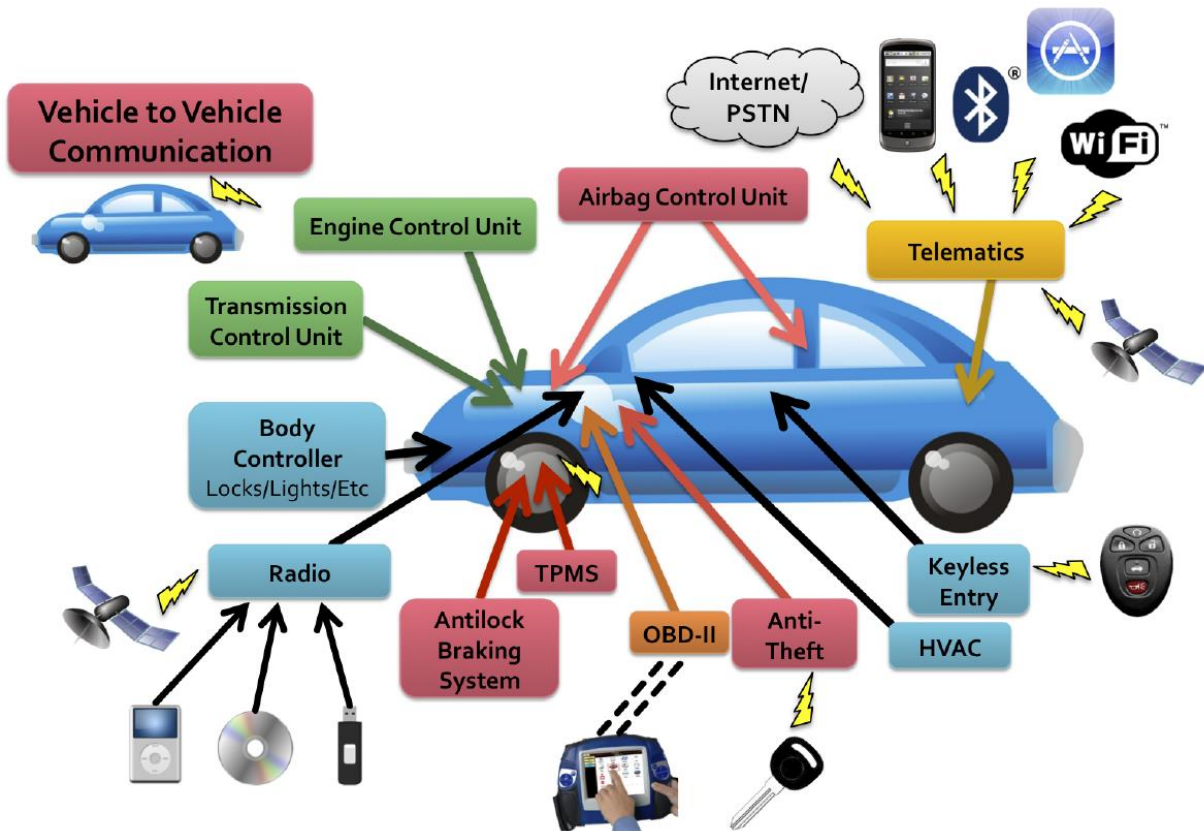 Internet/
PSTN
®
Wi Fi™
Vehicle to Vehicle
Communication
Airbag Control Unit
Engine Control Unit
Telematics
Transmission
Control Unit
Body
Controller
Locks/Lights/Etc
Radio
TPMS
Keyless
Entry
Antilock
Braking
System
OBD-II
Anti-
Theft
HVAC